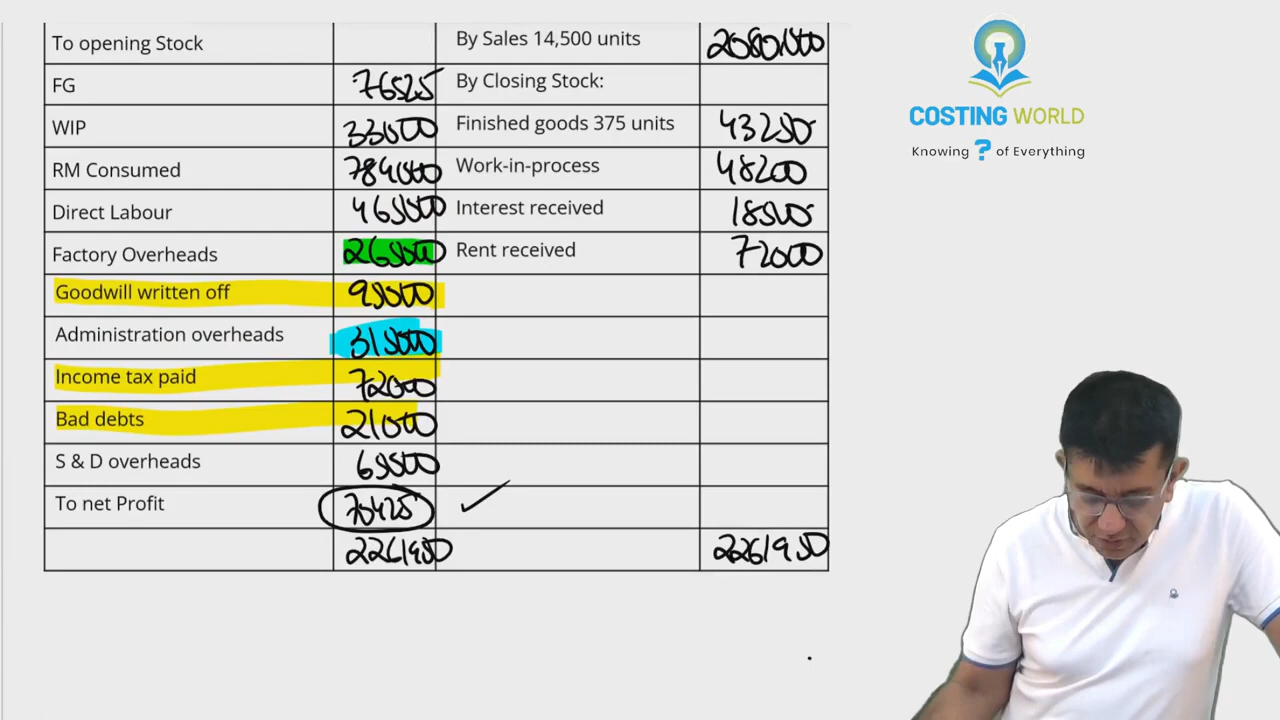 To opening Stock By Sales 14,500 units 2080000
FG 76525 By Closing Stock:
WIP 33000 Finished goods 375 units 43250
RM Consumed 784000 Work-in-process 48200
Direct Labour 465000 Interest received 18500
Factory Overheads 265000 Rent received 72000
Goodwill written off 95000
Administration overheads 315000
Income tax paid 72000
Bad debts 21000
S & D overheads 65000
To net Profit 70425
2261950 2261950
COSTING WORLD
Knowing ? of Everything